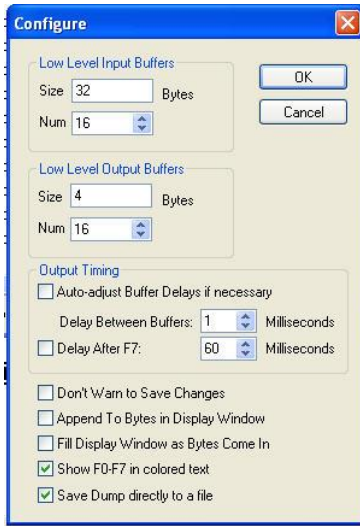 Configure
Low Level Input Buffers
Size 32 Bytes
Num 16
OK
Cancel
Low Level Output Buffers
Size 4 Bytes
Num 16
Output Timing
Auto-adjust Buffer Delays if necessary
Delay Between Buffers: 1 Milliseconds
Delay After F7: 60 Milliseconds
Don't Warn to Save Changes
Append To Bytes in Display Window
Fill Display Window as Bytes Come In
Show F0-F7 in colored text
Save Dump directly to a file